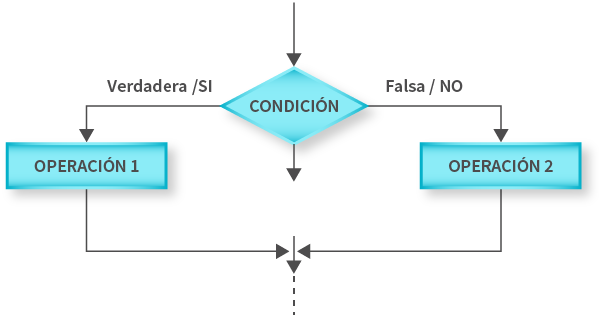 Verdadera /SI
Falsa / NO
CONDICIÓN
OPERACIÓN 1
OPERACIÓN 2